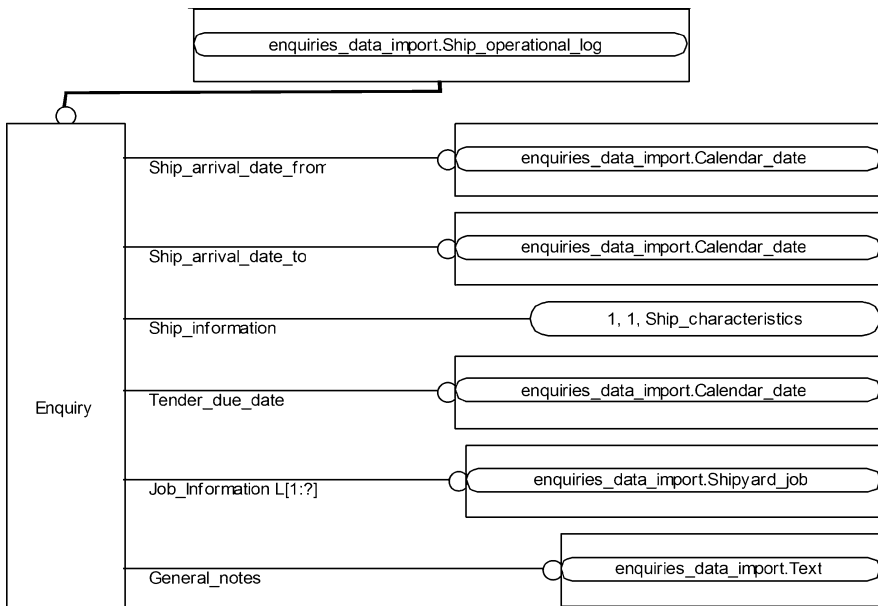 enquiries_data_import.Ship_operational_log
Ship_arrival_date_from
enquiries_data_import.Calendar_date
Ship_arrival_date_to
enquiries_data_import.Calendar_date
Ship_information
1, 1, Ship_characteristics
Enquiry
Tender_due_date
enquiries_data_import.Calendar_date
Job_Information L[1:?]
enquiries_data_import.Shipyard_job
General_notes
enquiries_data_import.Text